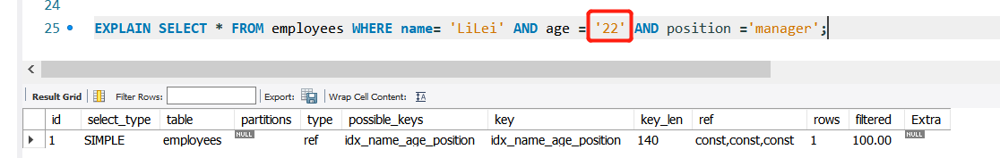 24
25 EXPLAIN SELECT * FROM employees WHERE name= 'LiLei' AND age = '22' AND position ='manager';
Result Grid Filter Rows: Export: Wrap Cell Content: IA
id select_type table partitions type possible_keys key key_len ref rows filtered Extra
1 SIMPLE employees NULL ref idx_name_age_position idx_name_age_position 140 const,const,const 1 100.00 NULL